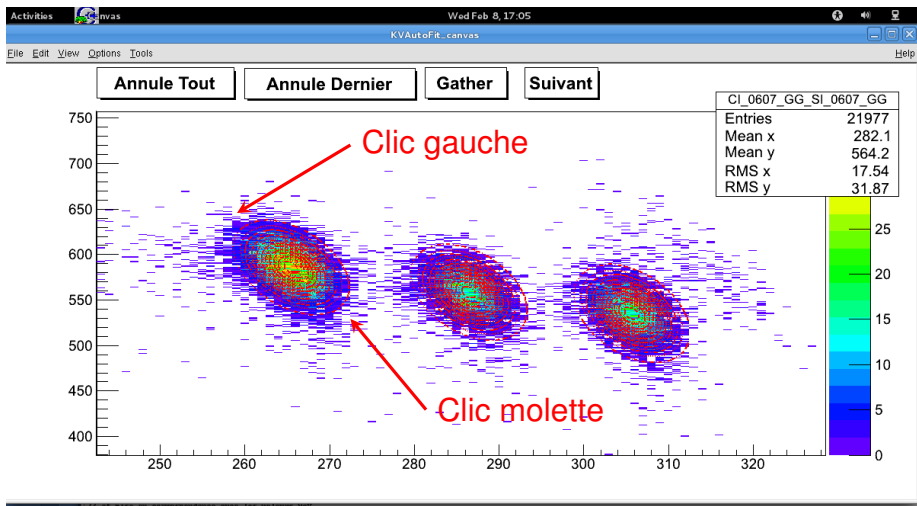 Activities
nvas
Wed Feb 8, 17:05
KVAutoFit_canvas
File Edit View Options Tools
Help
Annule Tout
Annule Dernier
Gather
Suivant
CI_0607_GG_SI_0607_GG
Entries 21977
Mean x 282.1
Mean y 564.2
RMS x 17.54
RMS y 31.87
Clic gauche
Clic molette
750
700
650
600
550
500
450
400
250 260 270 280 290 300 310 320
25
20
15
10
5
0